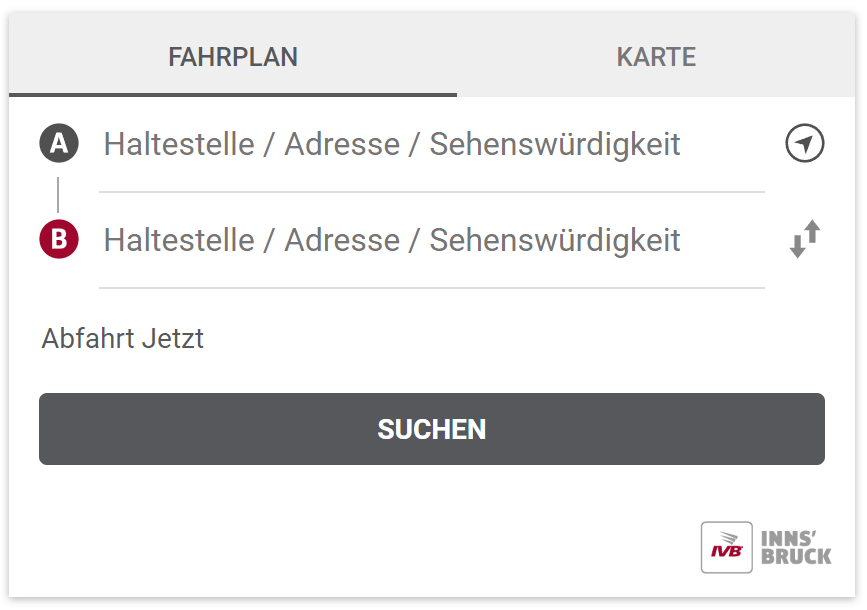 FAHRPLAN KARTE
A Haltestelle / Adresse / Sehenswürdigkeit
B Haltestelle / Adresse / Sehenswürdigkeit
Abfahrt Jetzt
SUCHEN
IVB INNS'
BRUCK